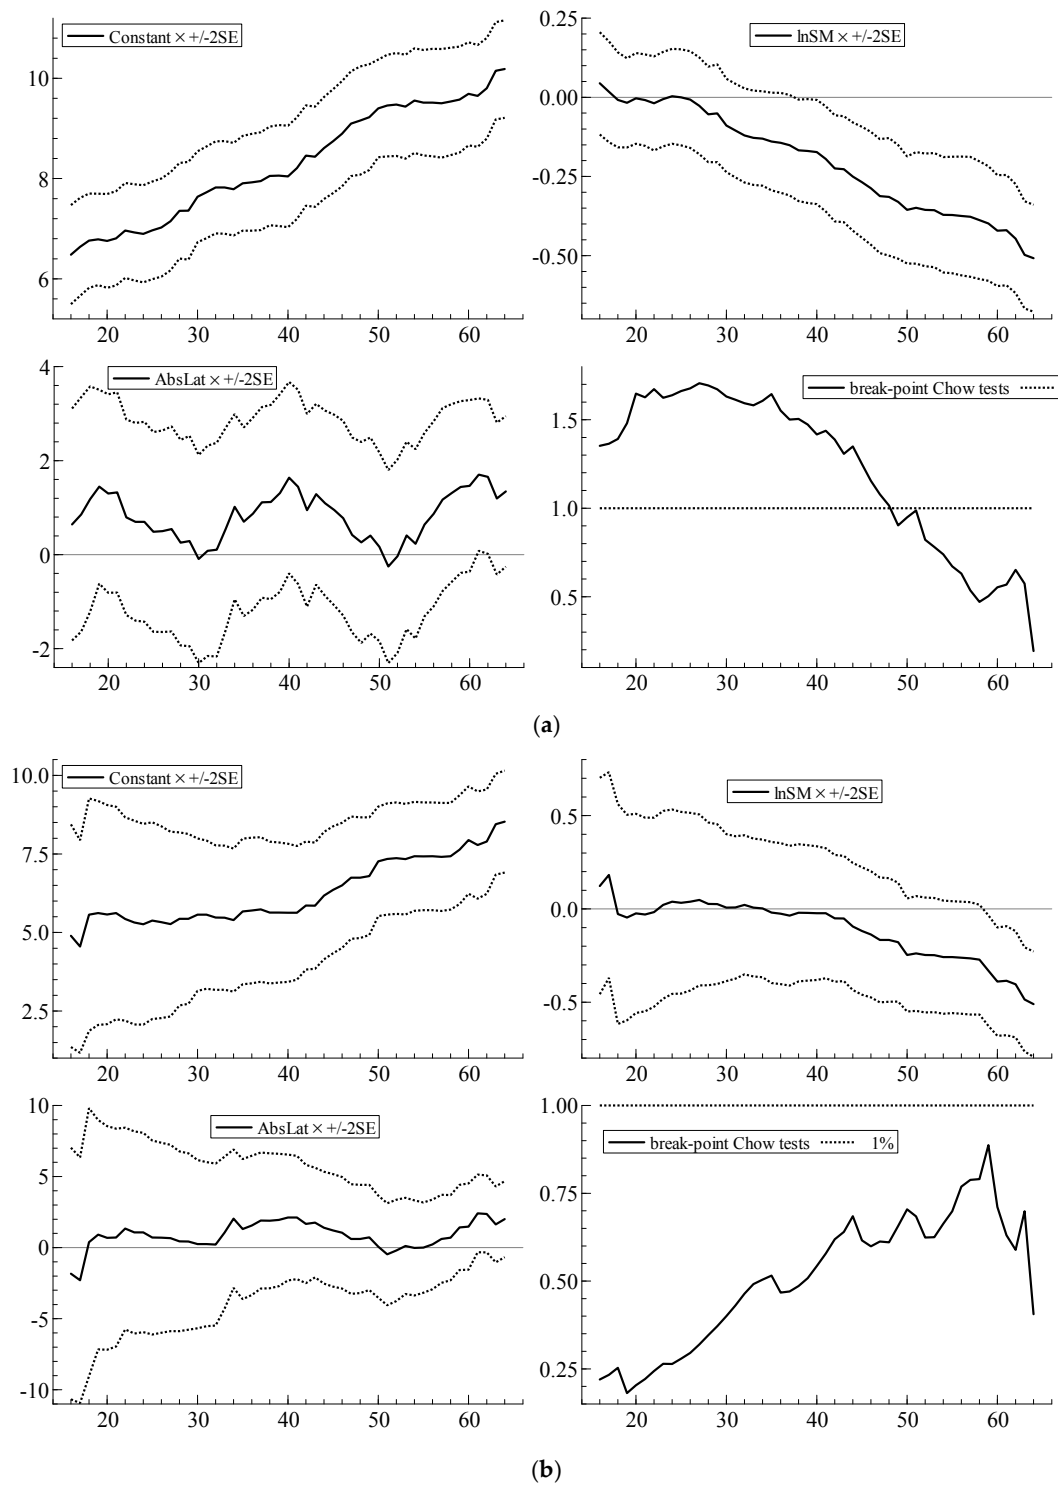 Constant × +/-2SE
10
8
6
20 30 40 50 60
lnSM × +/-2SE
0.25
0.00
-0.25
-0.50
20 30 40 50 60
AbsLat × +/-2SE
4
2
0
-2
20 30 40 50 60
break-point Chow tests
1.5
1.0
0.5
20 30 40 50 60
(a)
Constant × +/-2SE
10.0
7.5
5.0
2.5
20 30 40 50 60
lnSM × +/-2SE
0.5
0.0
-0.5
20 30 40 50 60
AbsLat × +/-2SE
10
5
0
-5
-10
20 30 40 50 60
1.00
break-point Chow tests 1%
0.75
0.50
0.25
20 30 40 50 60
(b)